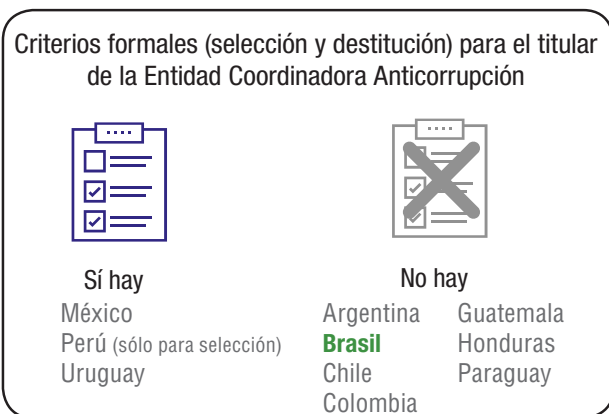 Criterios formales (selección y destitución) para el titular
de la Entidad Coordinadora Anticorrupción
Sí hay
México
Perú (sólo para selección)
Uruguay
No hay
Argentina
Brasil
Chile
Colombia
Guatemala
Honduras
Paraguay